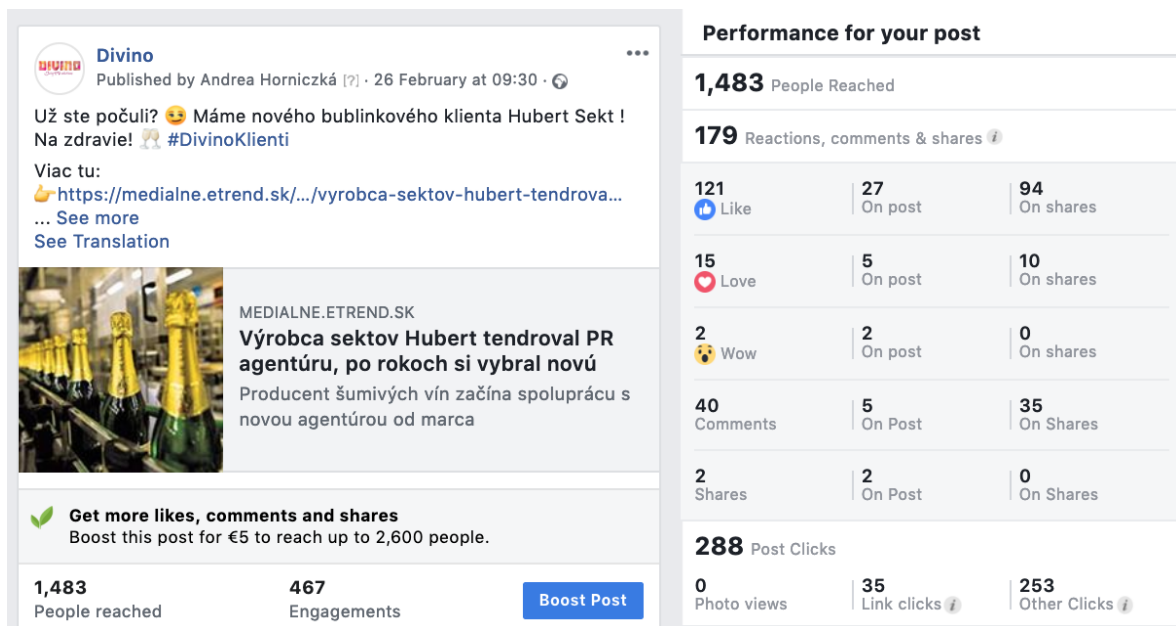 Divino
Published by Andrea Horniczká [?] · 26 February at 09:30 ·
Už ste počuli? 😏 Máme nového bublinkového klienta Hubert Sekt !
Na zdravie! 🥂 #DivinoKlienti
Viac tu:
👉https://medialne.etrend.sk/.../vyrobca-sektov-hubert-tendrova...
... See more
See Translation
MEDIALNE.ETREND.SK
Výrobca sektov Hubert tendroval PR
agentúru, po rokoch si vybral novú
Producent šumivých vín začína spoluprácu s
novou agentúrou od marca
Get more likes, comments and shares
Boost this post for €5 to reach up to 2,600 people.
1,483
People reached
467
Engagements
Boost Post
Performance for your post
1,483 People Reached
179 Reactions, comments & shares
121
Like
27
On post
94
On shares
15
Love
5
On post
10
On shares
2
Wow
2
On post
0
On shares
40
Comments
5
On Post
35
On Shares
2
Shares
2
On Post
0
On Shares
288 Post Clicks
0
Photo views
35
Link clicks
253
Other Clicks